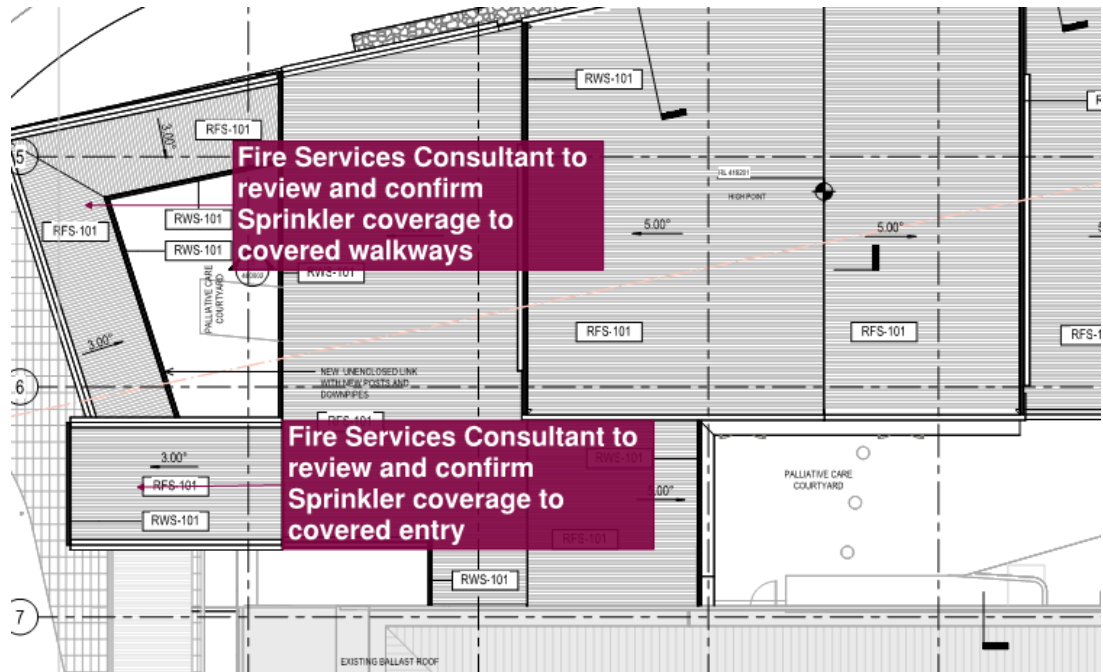 RWS-101
RFS-101
3.00°
5
Fire Services Consultant to
review and confirm
Sprinkler coverage to
covered walkways
RL 418201
HIGH POINT
RWS-101
RFS-101
RWS-101
5.00°
5.00°
RWS-101
PALLIATIVE CARE
COURTYARD
3.00°
RFS-101
RFS-101
RFS-1
NEW UNENCLOSED LINK
WITH NEW POSTS AND
DOWNPIPES
6
RFS-101
Fire Services Consultant to
review and confirm
Sprinkler coverage to
covered entry
3.00°
RFS-101
RWS-101
RWS-101
5.00°
PALLIATIVE CARE
COURTYARD
RFS-101
RWS-101
7
EXISTING BALLAST ROOF